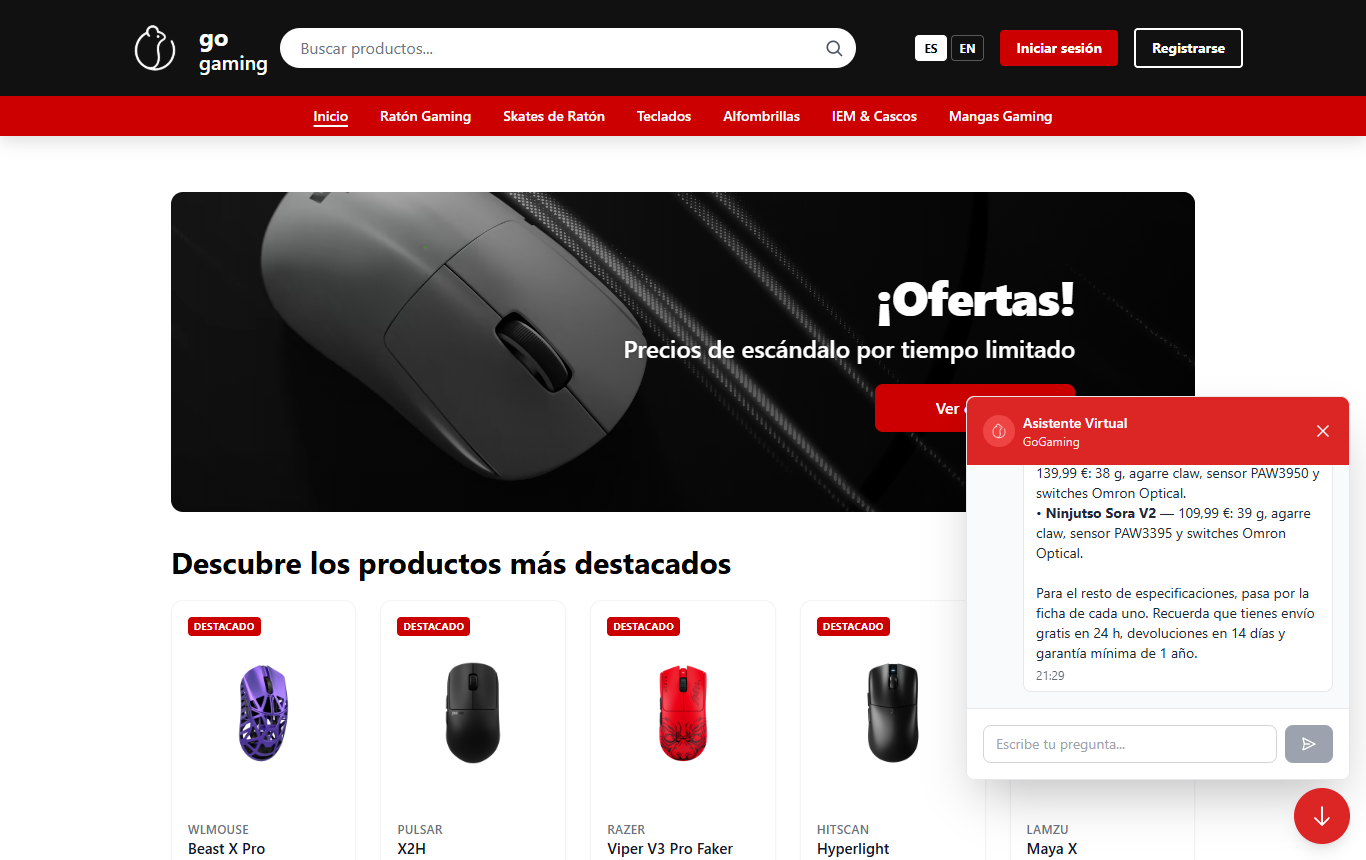 go
gaming
Buscar productos...
ES
EN
Iniciar sesión
Registrarse
Inicio
Ratón Gaming
Skates de Ratón
Teclados
Alfombrillas
IEM & Cascos
Mangas Gaming
¡Ofertas!
Precios de escándalo por tiempo limitado
Ver
Asistente Virtual
GoGaming
139,99 €: 38 g, agarre claw, sensor PAW3950 y
switches Omron Optical.
• Ninjutso Sora V2 — 109,99 €: 39 g, agarre
claw, sensor PAW3395 y switches Omron
Optical.
Para el resto de especificaciones, pasa por la
ficha de cada uno. Recuerda que tienes envío
gratis en 24 h, devoluciones en 14 días y
garantía mínima de 1 año.
21:29
Escribe tu pregunta...
Descubre los productos más destacados
DESTACADO
DESTACADO
DESTACADO
DESTACADO
WLMOUSE
Beast X Pro
PULSAR
X2H
RAZER
Viper V3 Pro Faker
HITSCAN
Hyperlight
LAMZU
Maya X